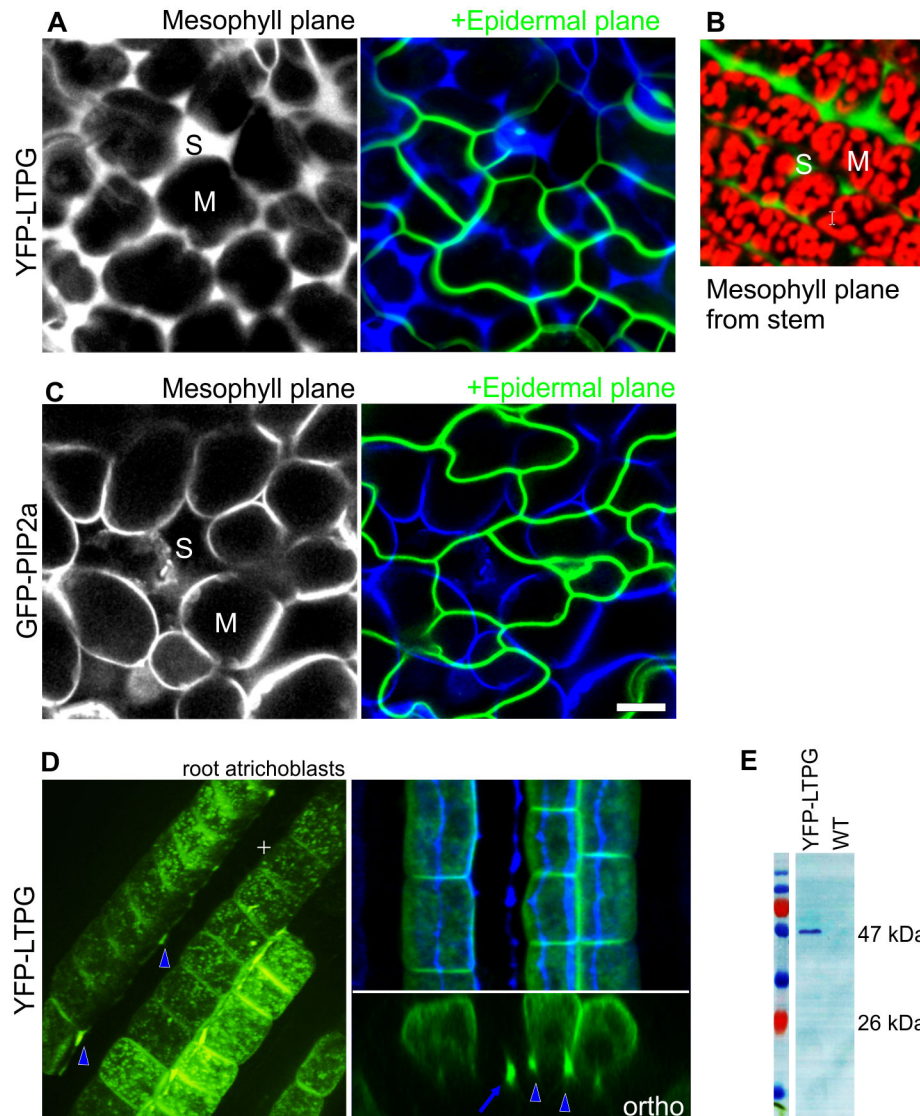 A
Mesophyll plane
+Epidermal plane
B
YFP-LTPG
S
M
S
M
Mesophyll plane
from stem
C
Mesophyll plane
+Epidermal plane
GFP-PIP2a
S
M
D
root atrichoblasts
YFP-LTPG
ortho
E
YFP-LTPG
WT
47 kDa
26 kDa